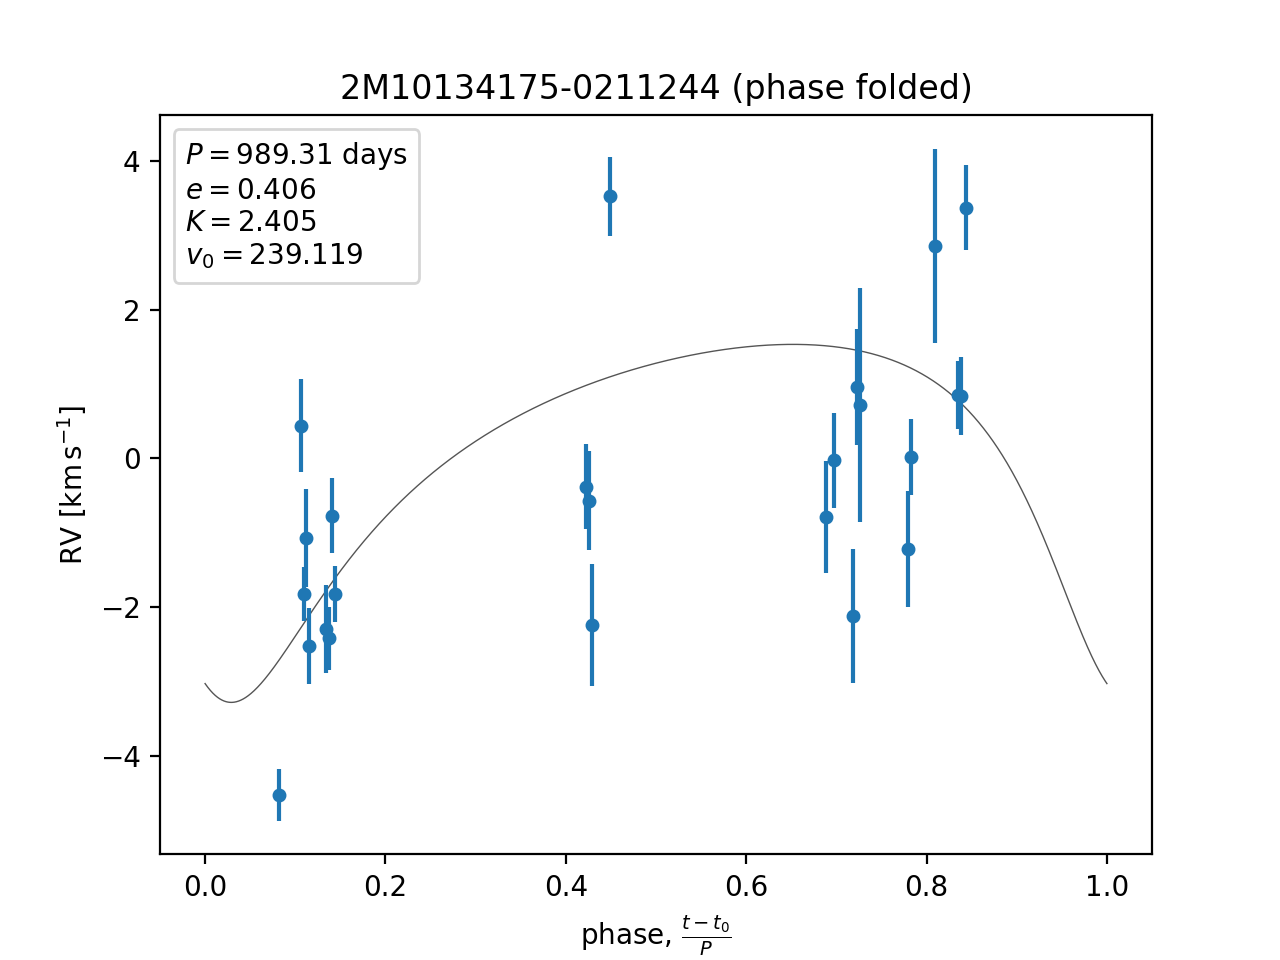 2M10134175-0211244 (phase folded)
P = 989.31 days
e = 0.406
K = 2.405
v₀ = 239.119
4
2
0
−2
−4
RV [km s⁻¹]
0.0 0.2 0.4 0.6 0.8 1.0
phase, (t − t₀)/P